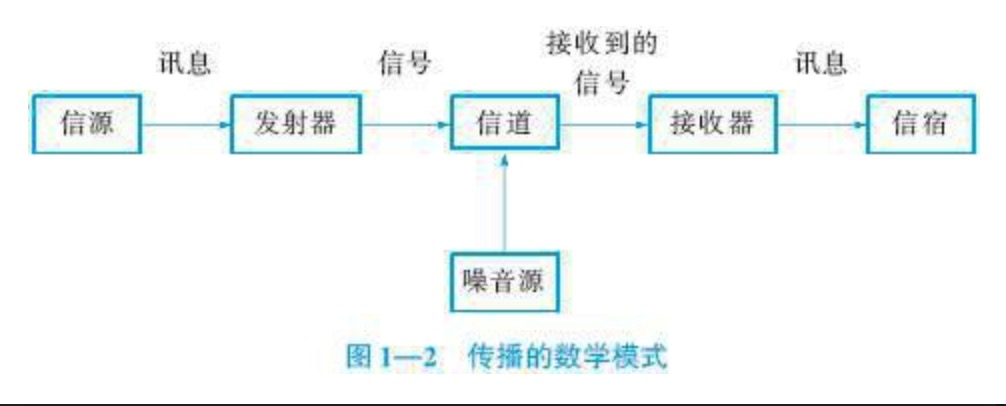 讯息
信号
接收到的
信号
讯息
信源
发射器
信道
接收器
信宿
噪音源
图 1—2 传播的数学模式